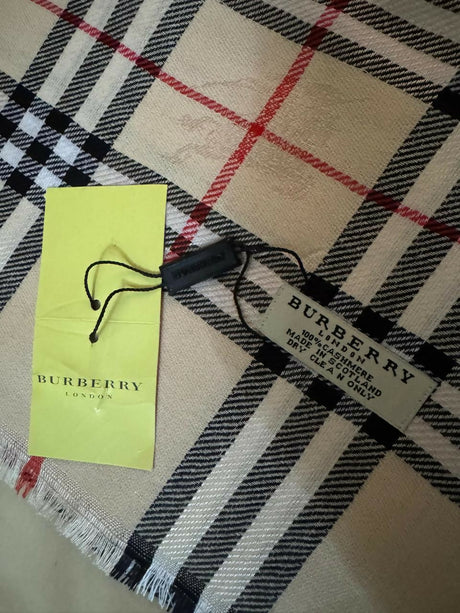 BURBERRY
LONDON
BURBERRY
LONDON
100%CASHMERE
MADE IN SCOTLAND
DRY CLEAN ONLY